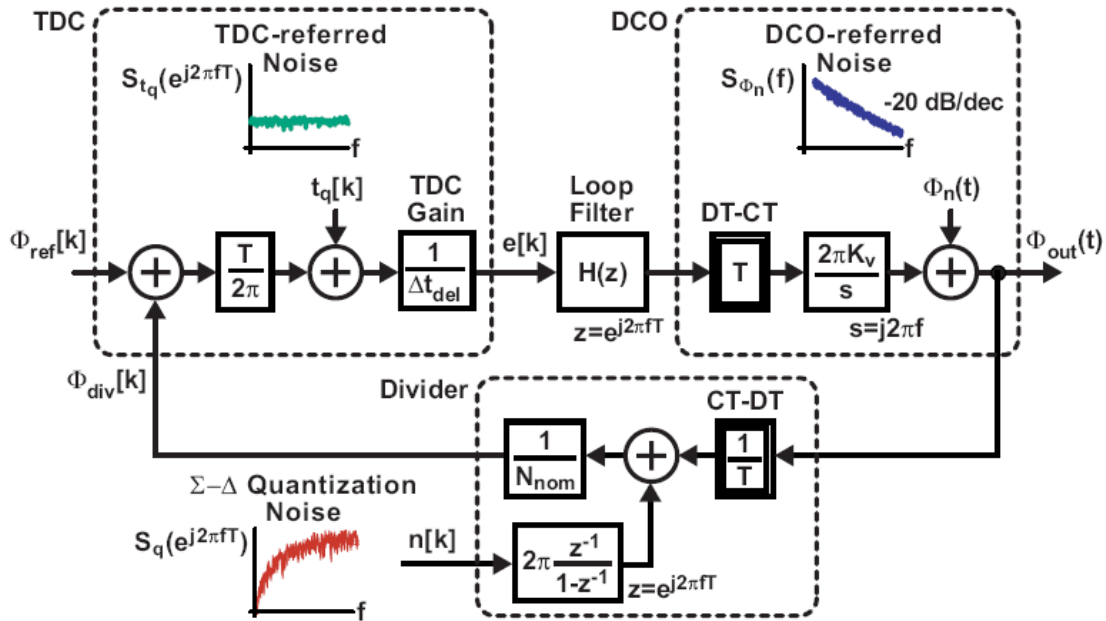 TDC
TDC-referred
Noise
S_tq(e^j2πfT)
f
DCO
DCO-referred
Noise
S_Φn(f)
-20 dB/dec
f
Φref[k]
+
T
2π
t_q[k]
+
TDC
Gain
1
Δt_del
e[k]
Loop
Filter
H(z)
z=e^j2πfT
DT-CT
T
2πK_v
s
s=j2πf
Φ_n(t)
+
Φ_out(t)
Φ_div[k]
Divider
1
N_nom
+
CT-DT
1
T
Σ−Δ Quantization
Noise
S_q(e^j2πfT)
f
n[k]
2π z^-1
1-z^-1
z=e^j2πfT